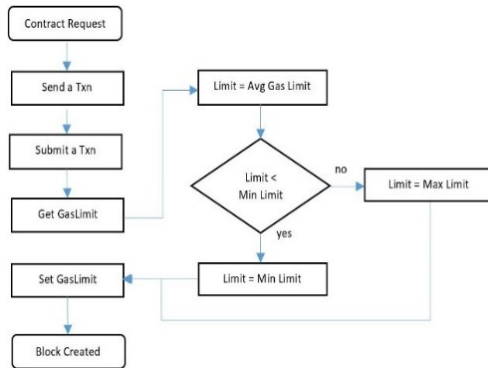 Contract Request
Send a Txn
Submit a Txn
Get GasLimit
Limit = Avg Gas Limit
Limit <
Min Limit
no
Limit = Max Limit
yes
Limit = Min Limit
Set GasLimit
Block Created